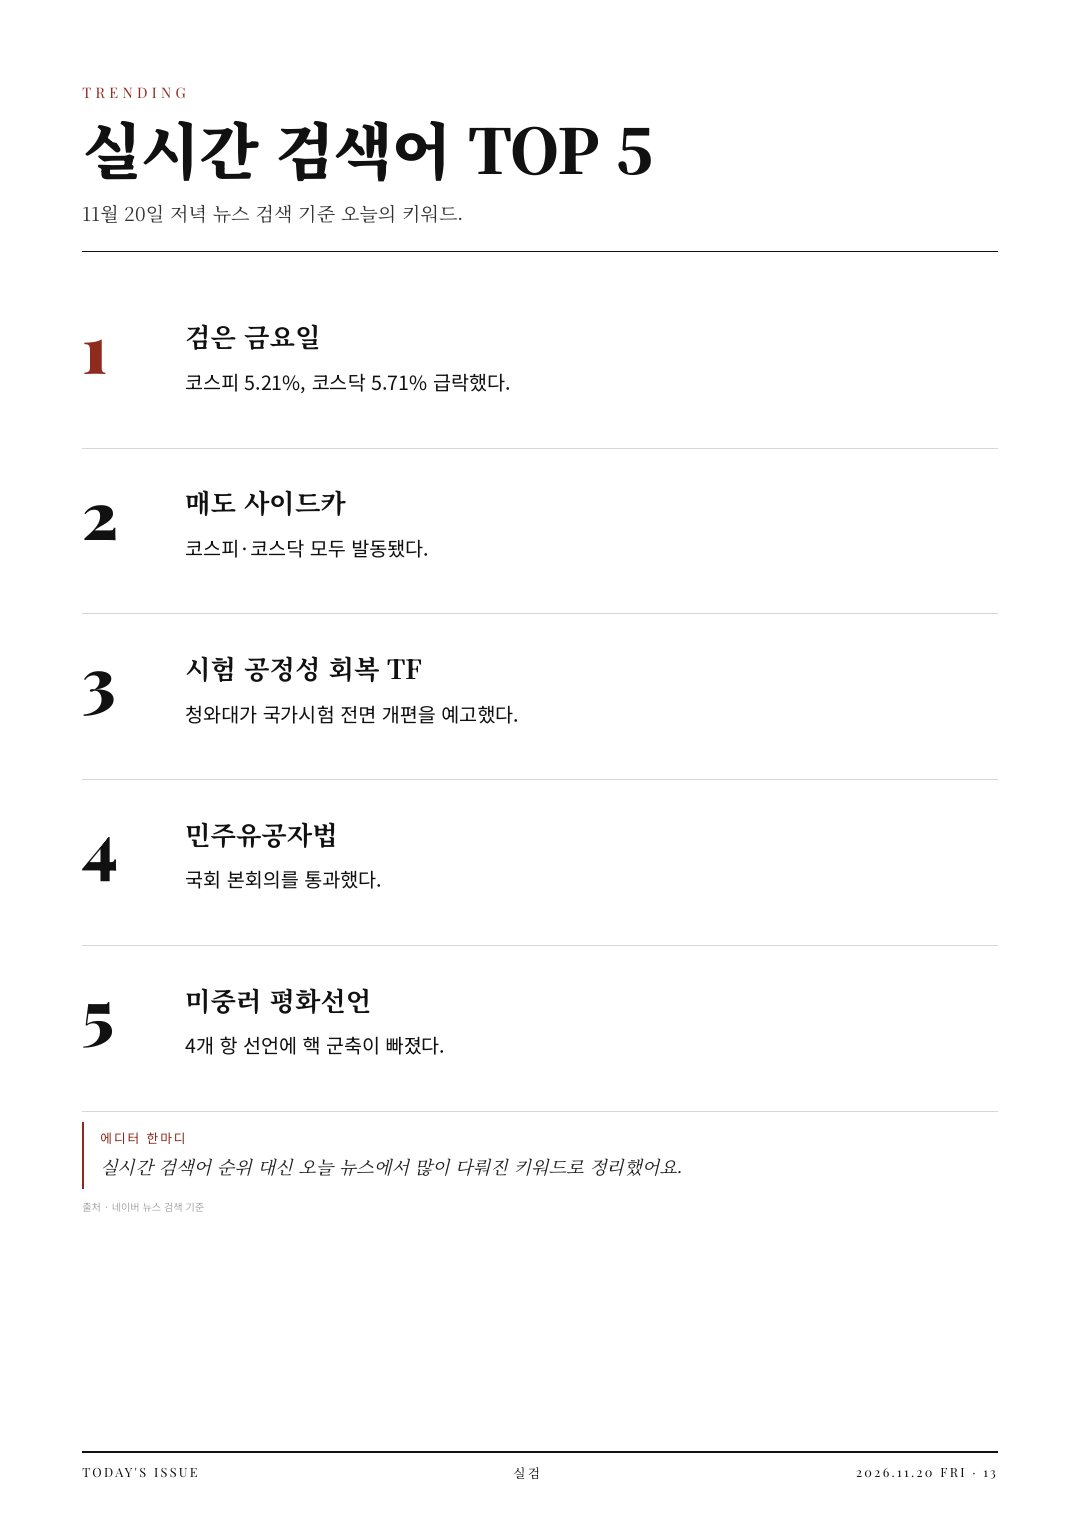 TRENDING
실시간 검색어 TOP 5
11월 20일 저녁 뉴스 검색 기준 오늘의 키워드.
1
검은 금요일
코스피 5.21%, 코스닥 5.71% 급락했다.
2
매도 사이드카
코스피·코스닥 모두 발동됐다.
3
시험 공정성 회복 TF
청와대가 국가시험 전면 개편을 예고했다.
4
민주유공자법
국회 본회의를 통과했다.
5
미중러 평화선언
4개 항 선언에 핵 군축이 빠졌다.
에디터 한마디
실시간 검색어 순위 대신 오늘 뉴스에서 많이 다뤄진 키워드로 정리했어요.
출처 · 네이버 뉴스 검색 기준
TODAY'S ISSUE 실검 2026.11.20 FRI · 13